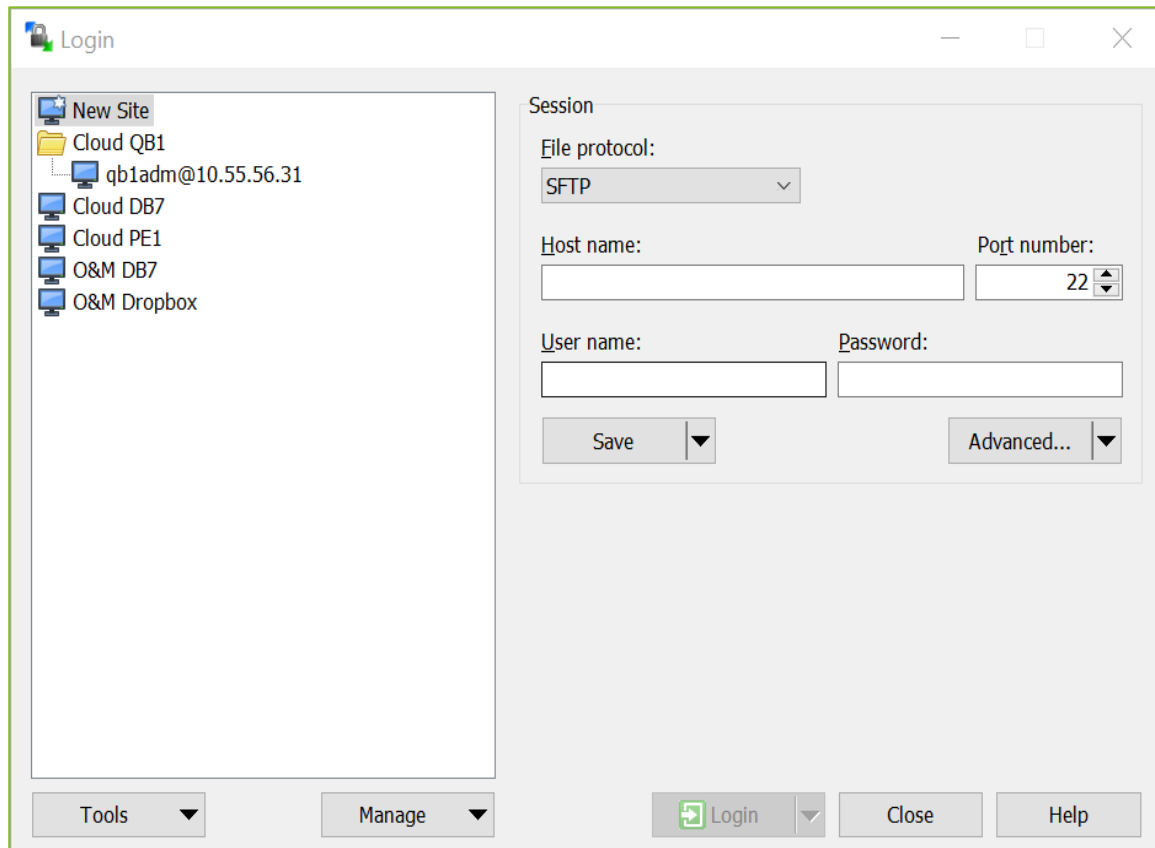 Login
New Site
Cloud QB1
qb1adm@10.55.56.31
Cloud DB7
Cloud PE1
O&M DB7
O&M Dropbox
Session
File protocol:
SFTP
Host name:
Port number:
22
User name:
Password:
Save
Advanced...
Tools
Manage
Login
Close
Help